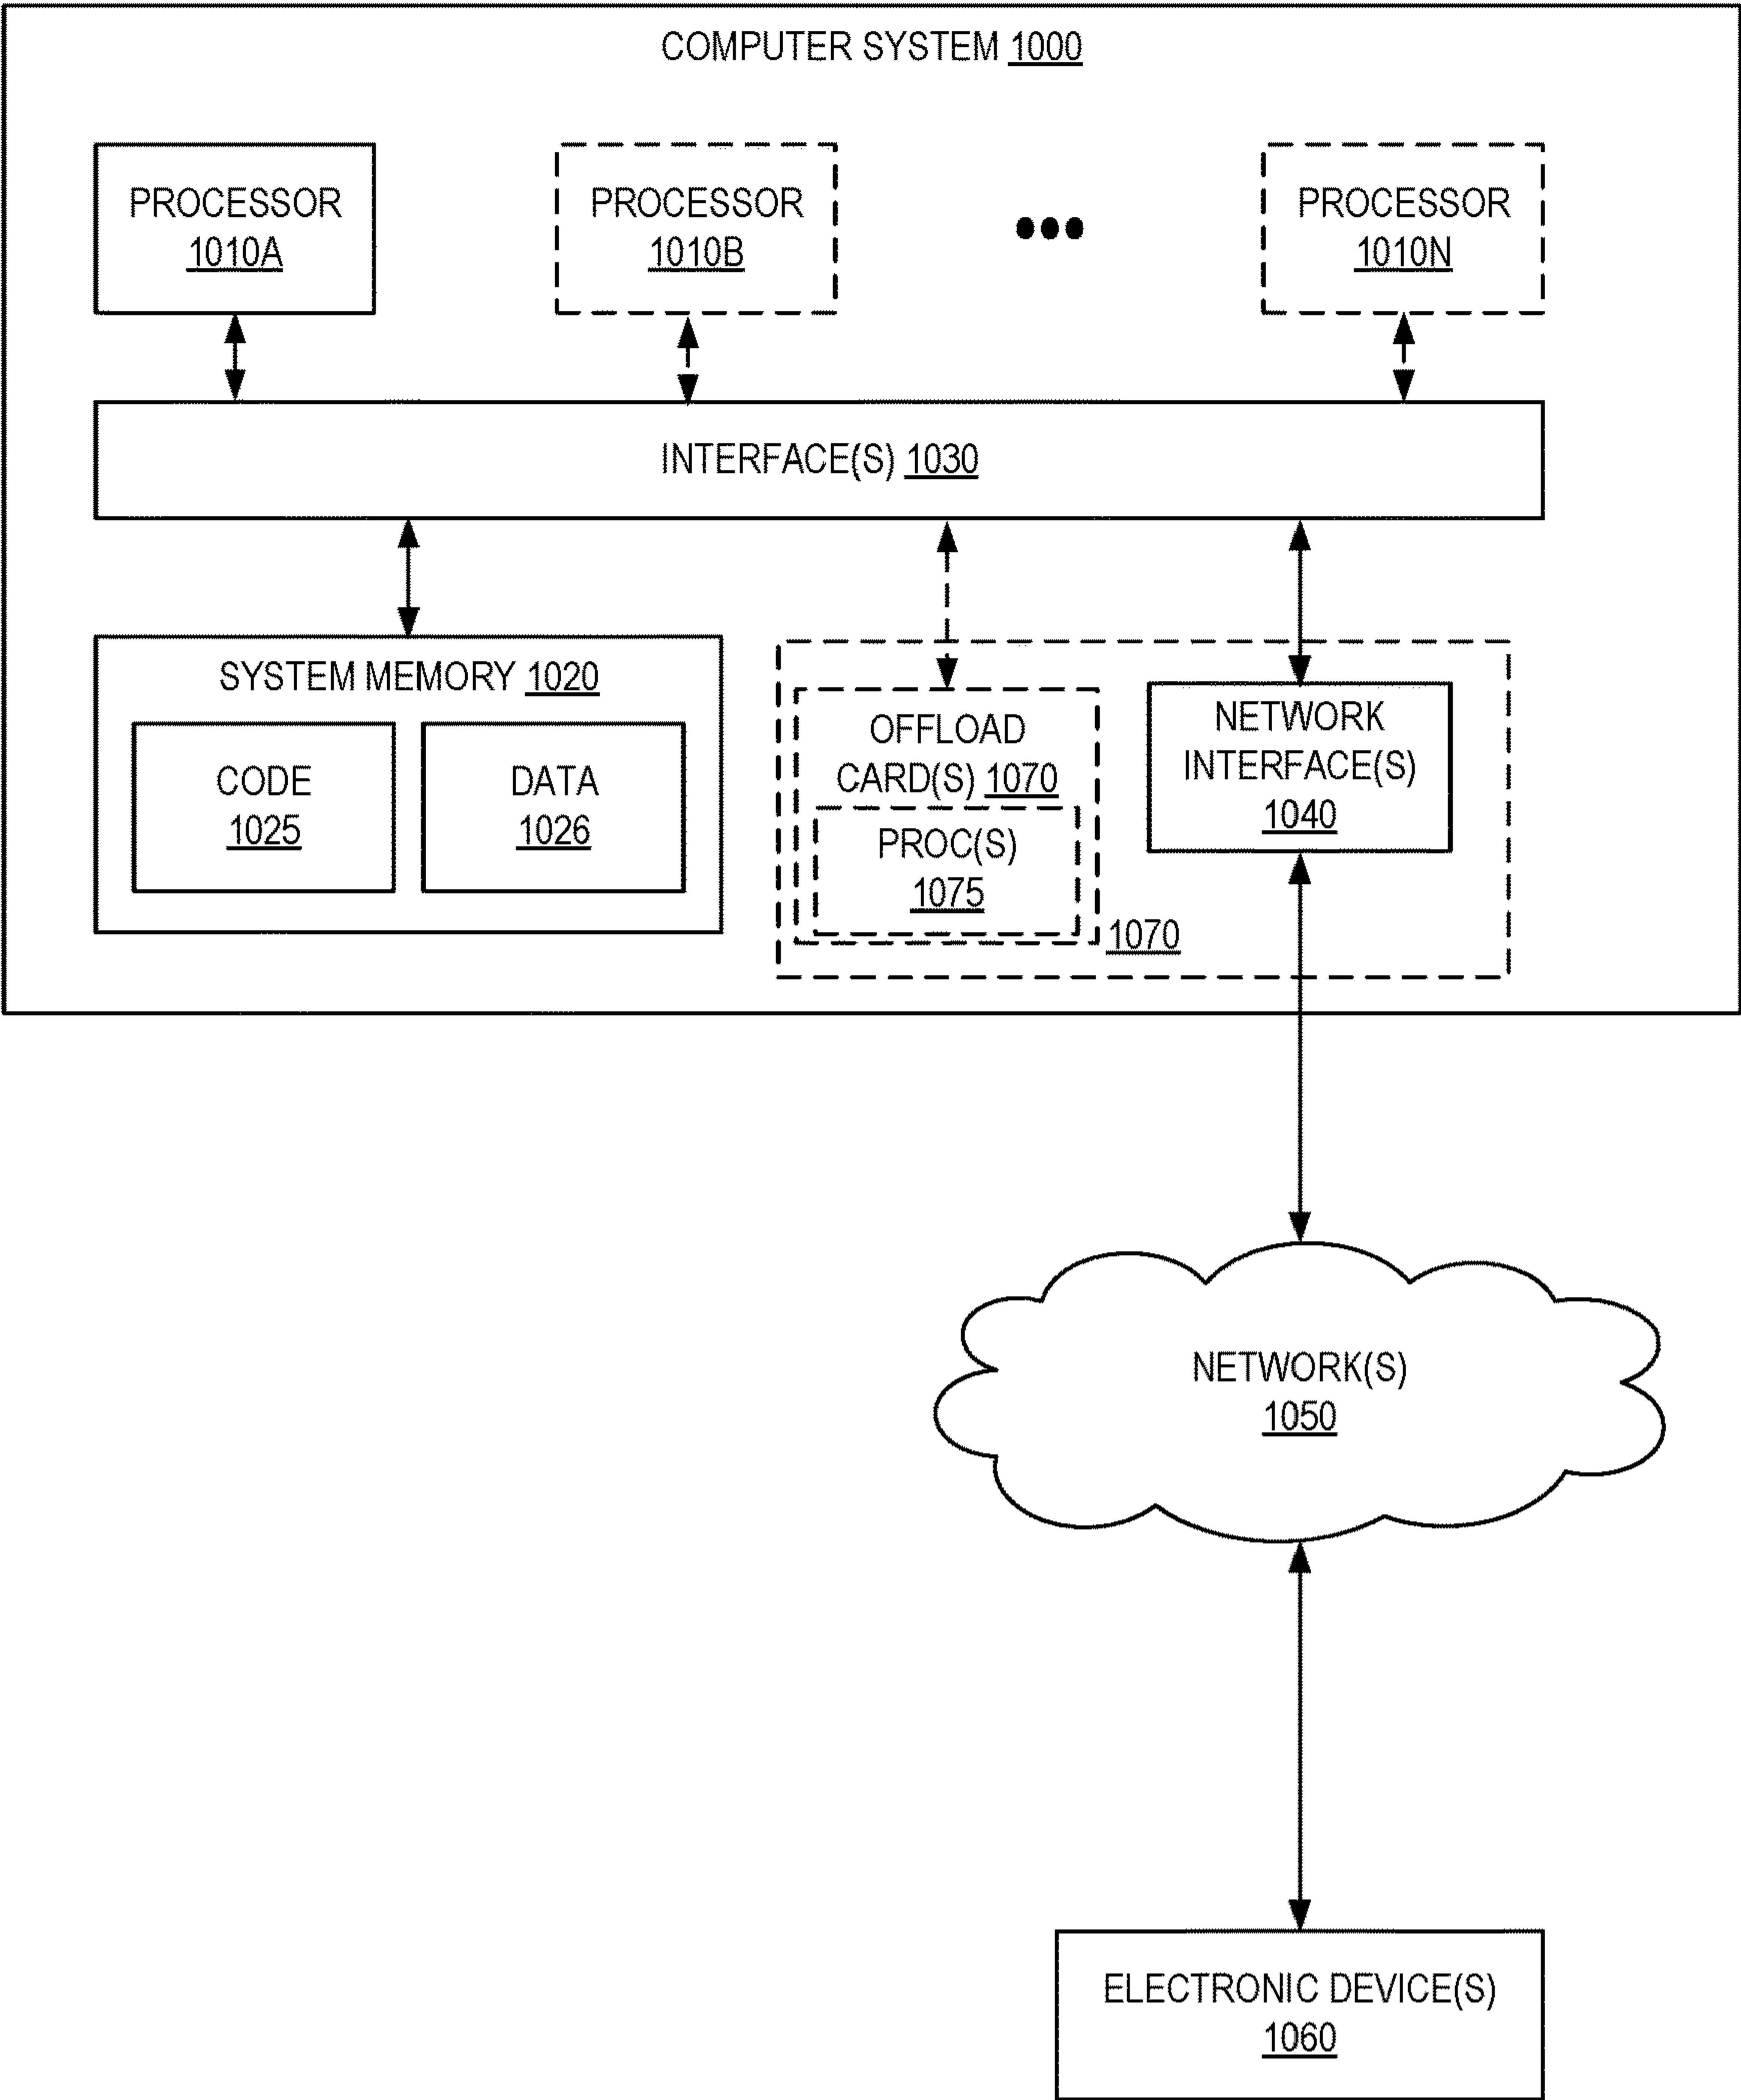 COMPUTER SYSTEM 1000
PROCESSOR
1010A
PROCESSOR
1010B
PROCESSOR
1010N
INTERFACE(S) 1030
SYSTEM MEMORY 1020
CODE
1025
DATA
1026
OFFLOAD
CARD(S) 1070
PROC(S)
1075
1070
NETWORK
INTERFACE(S)
1040
NETWORK(S)
1050
ELECTRONIC DEVICE(S)
1060